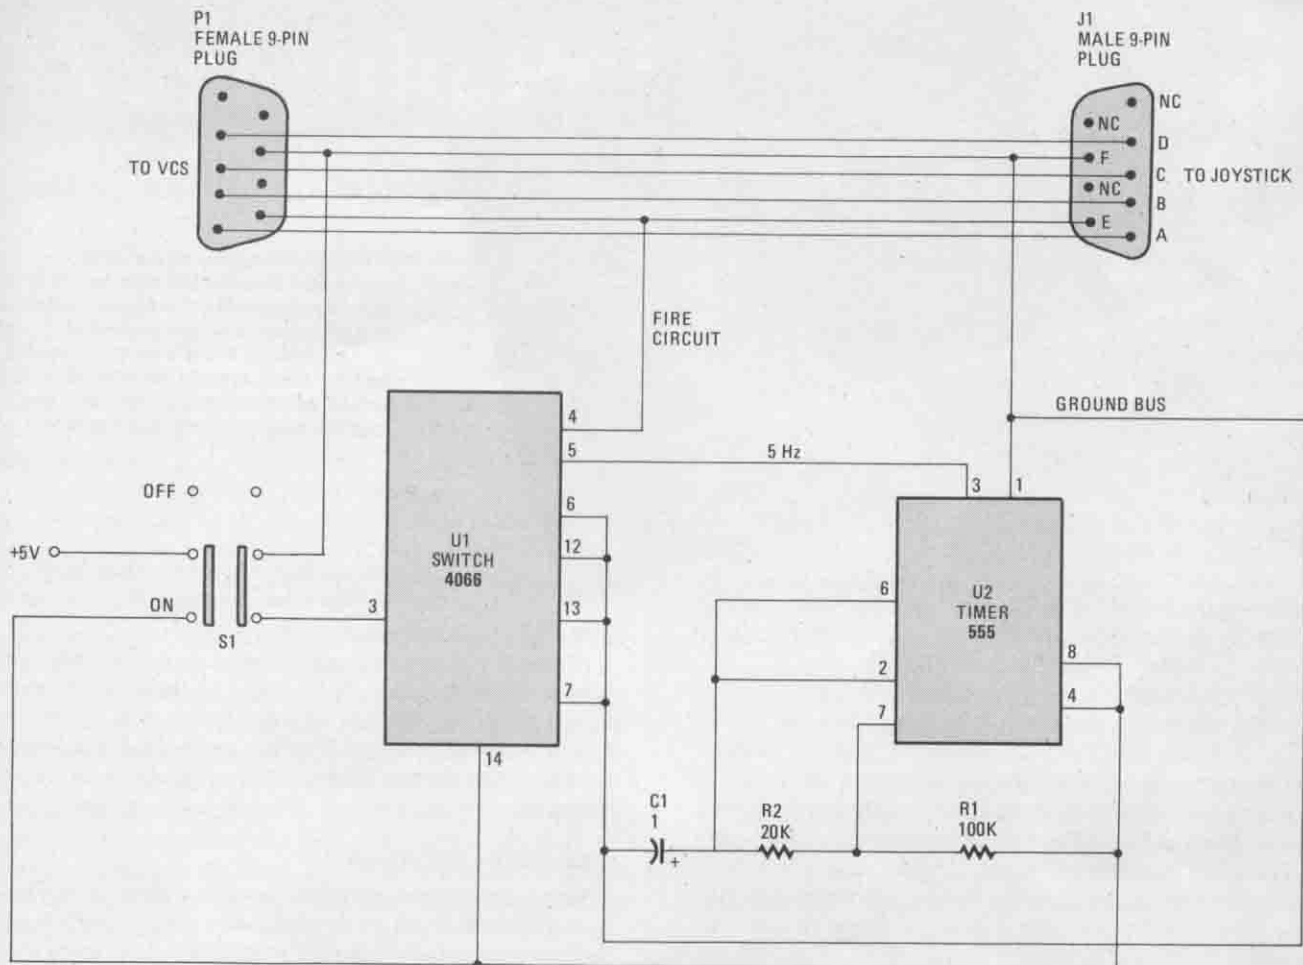 P1
FEMALE 9-PIN
PLUG
J1
MALE 9-PIN
PLUG
NC
NC
D
F
TO VCS
C
TO JOYSTICK
NC
B
E
A
FIRE
CIRCUIT
GROUND BUS
4
5
5 Hz
3
1
OFF
6
+5V
U1
SWITCH
4066
12
U2
TIMER
555
6
ON
3
13
S1
8
2
7
4
7
14
C1
1
+
R2
20K
R1
100K